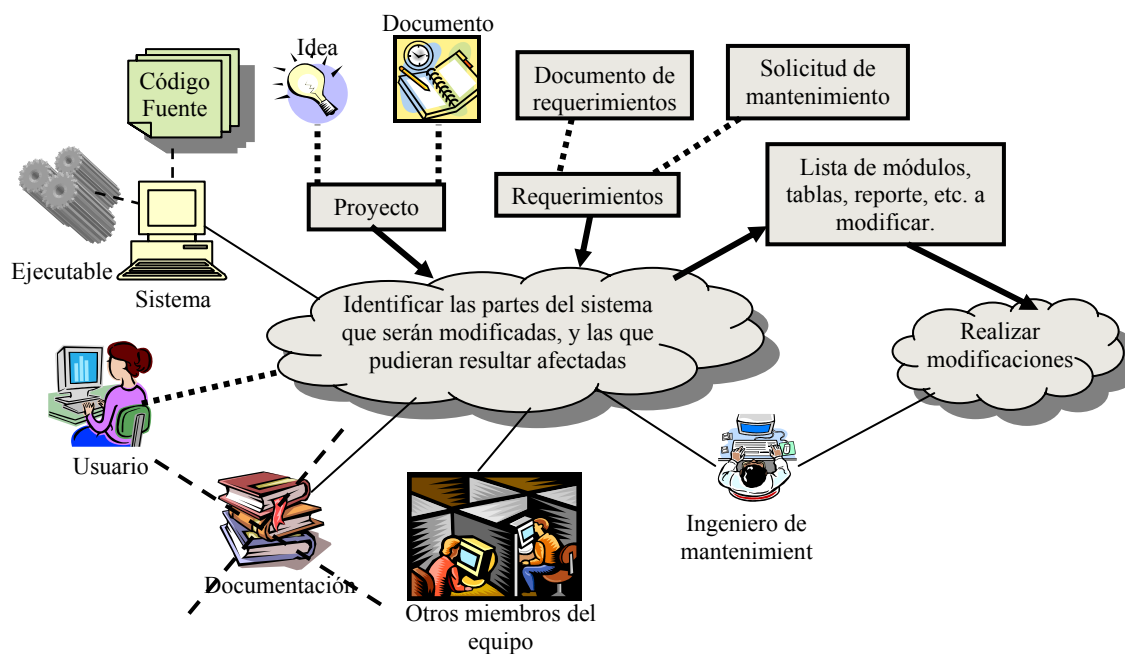 Documento
Idea
Código
Fuente
Documento de
requerimientos
Solicitud de
mantenimiento
Lista de módulos,
tablas, reporte, etc. a
modificar.
Proyecto
Requerimientos
Ejecutable
Sistema
Identificar las partes del sistema
que serán modificadas, y las que
pudieran resultar afectadas
Realizar
modificaciones
Usuario
Documentación
Otros miembros del
equipo
Ingeniero de
mantenimient